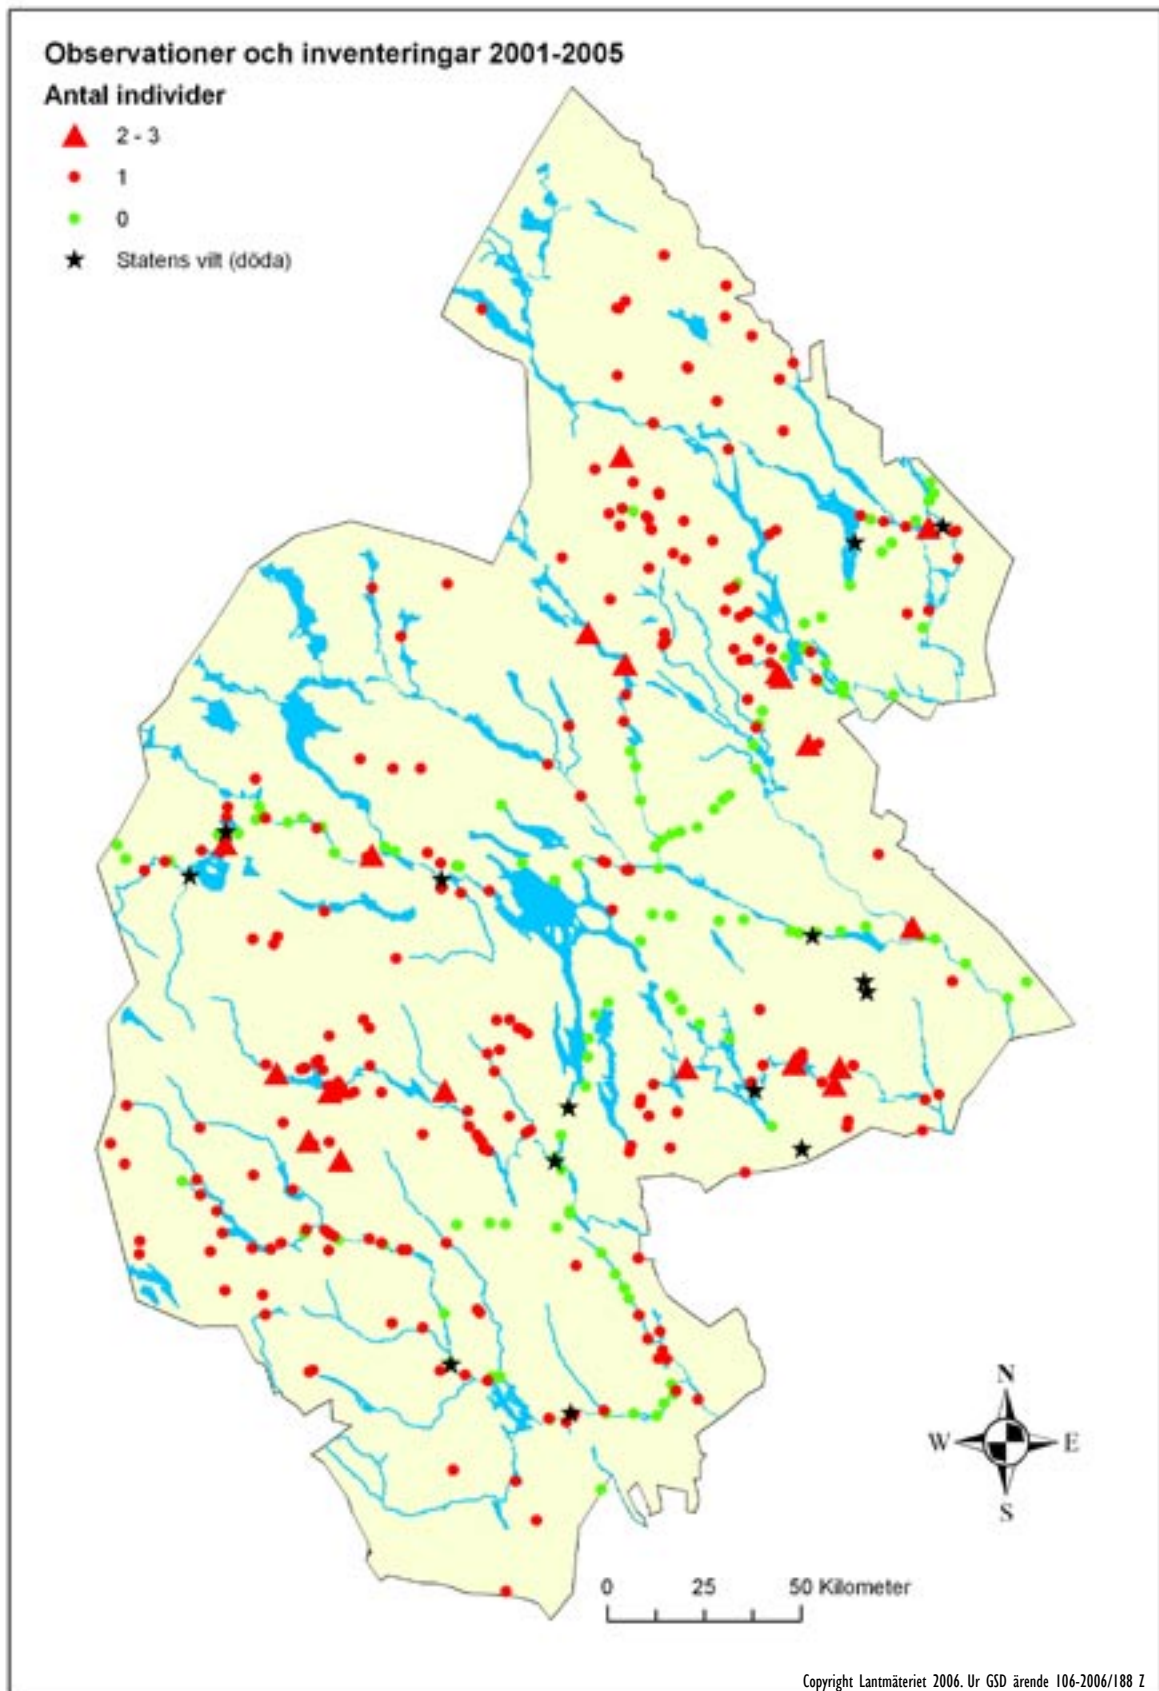 Observationer och inventeringar 2001-2005
Antal individer
2 - 3
1
0
Statens vilt (döda)
N
W E
S
0 25 50 Kilometer
Copyright Lantmäteriet 2006. Ur GSD ärende 106-2006/188 Z